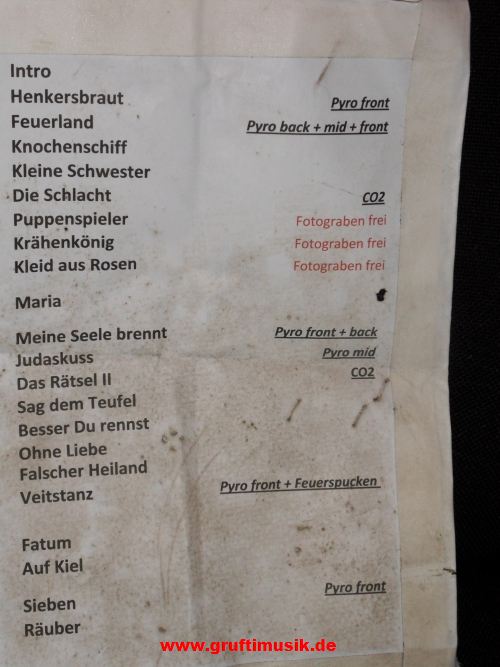 Intro
Henkersbraut Pyro front
Feuerland Pyro back + mid + front
Knochenschiff
Kleine Schwester
Die Schlacht CO2
Puppenspieler Fotograben frei
Krähenkönig Fotograben frei
Kleid aus Rosen Fotograben frei
Maria
Meine Seele brennt Pyro front + back
Judaskuss Pyro mid
Das Rätsel II CO2
Sag dem Teufel
Besser Du rennst
Ohne Liebe
Falscher Heiland
Veitstanz Pyro front + Feuerspucken
Fatum
Auf Kiel
Pyro front
Sieben
Räuber
www.gruftimusik.de